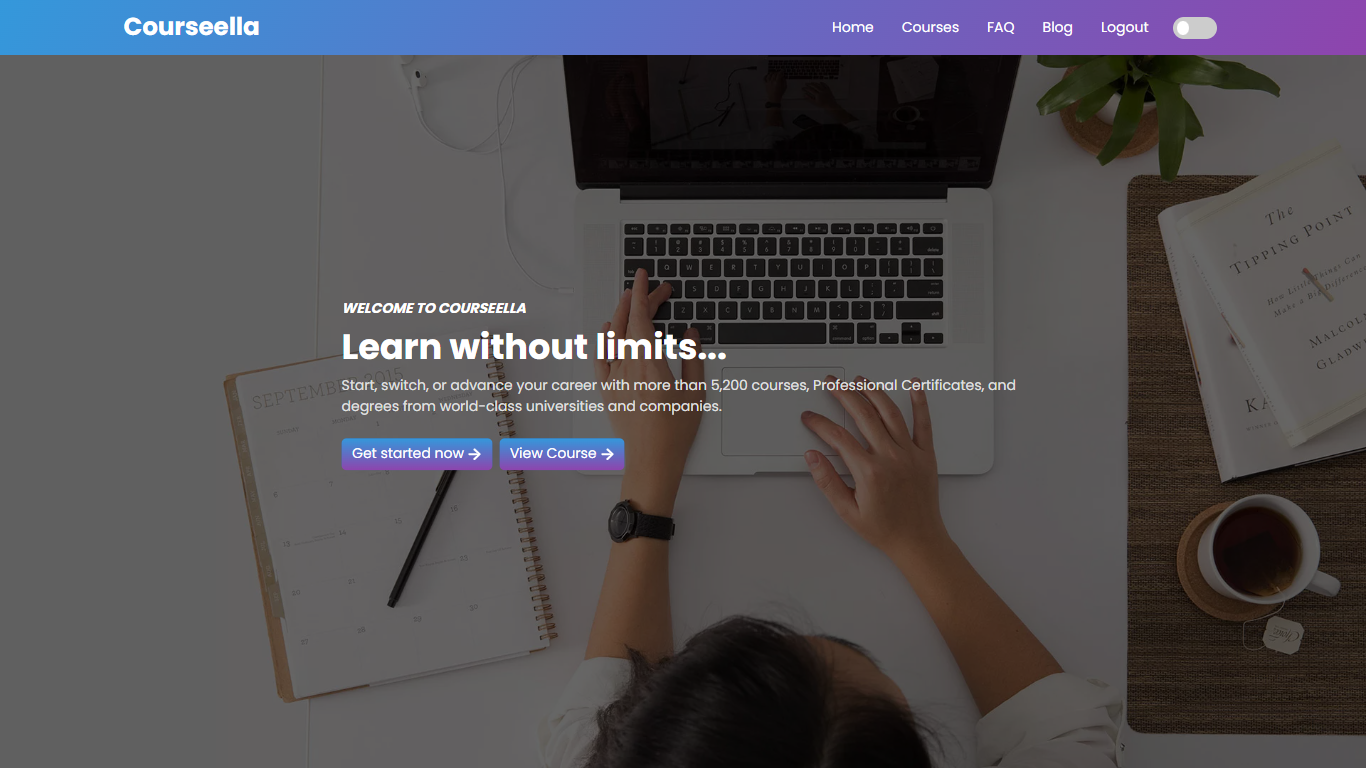 Courseella
Home Courses FAQ Blog Logout
WELCOME TO COURSEELLA
Learn without limits...
Start, switch, or advance your career with more than 5,200 courses, Professional Certificates, and
degrees from world-class universities and companies.
Get started now → View Course →
SEPTEMBER 2015
The
TIPPING POINT
How Little Things Can
Make a Big Difference
MALCOLM
GLADW
KA